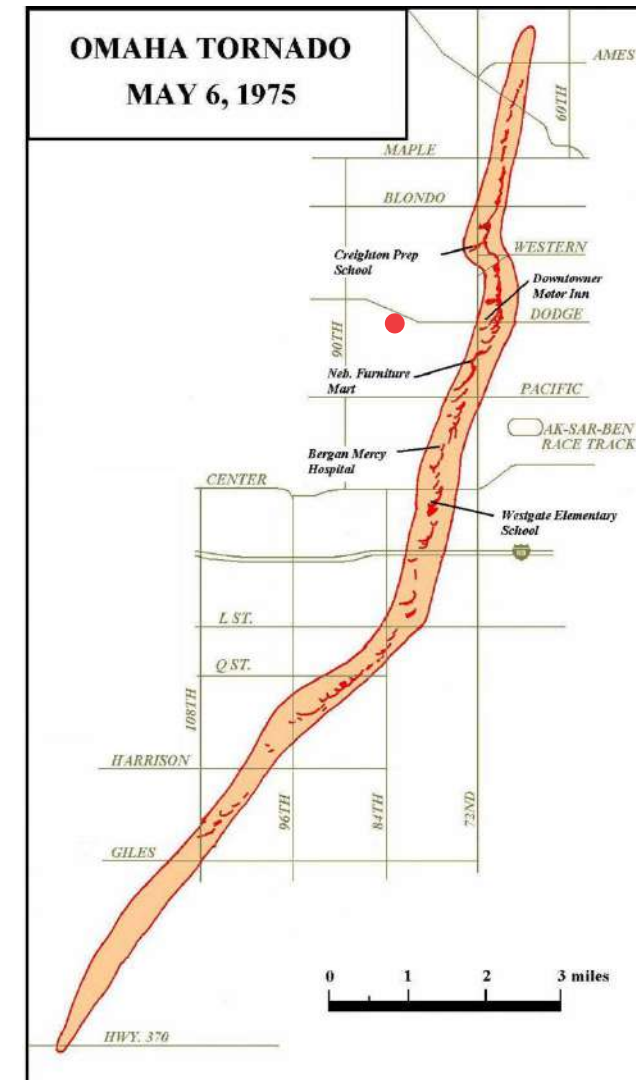 OMAHA TORNADO
MAY 6, 1975
AMES
60TH
MAPLE
BLONDO
Creighton Prep
School
WESTERN
Downtowner
Motor Inn
DODGE
90TH
Neb. Furniture
Mart
PACIFIC
AK-SAR-BEN
RACE TRACK
Bergan Mercy
Hospital
CENTER
Westgate Elementary
School
L ST.
Q ST.
108TH
HARRISON
96TH
84TH
72ND
GILES
0 1 2 3 miles
HWY. 370